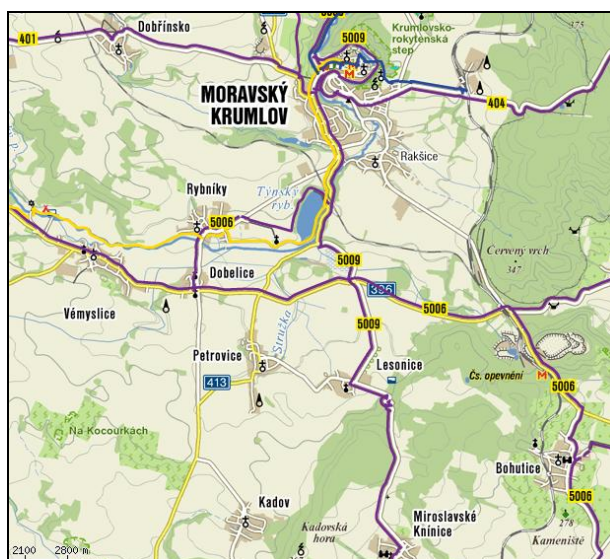 Dobřínsko
401
5009
Krumlovsko-
rokytenská
step
375
MORAVSKÝ
KRUMLOV
404
Rakšice
Rybníky
Týnský
ryb.
5006
Červený vrch
347
5009
Dobelice
396
5006
Vémyslice
5009
Petrovice
Stružka
Lesonice
Čs. opevnění
413
5006
Na Kocourkách
Bohutice
5006
Kadov
Kadovská
hora
Miroslavské
Knínice
278
Kameniště
2100
2800 m